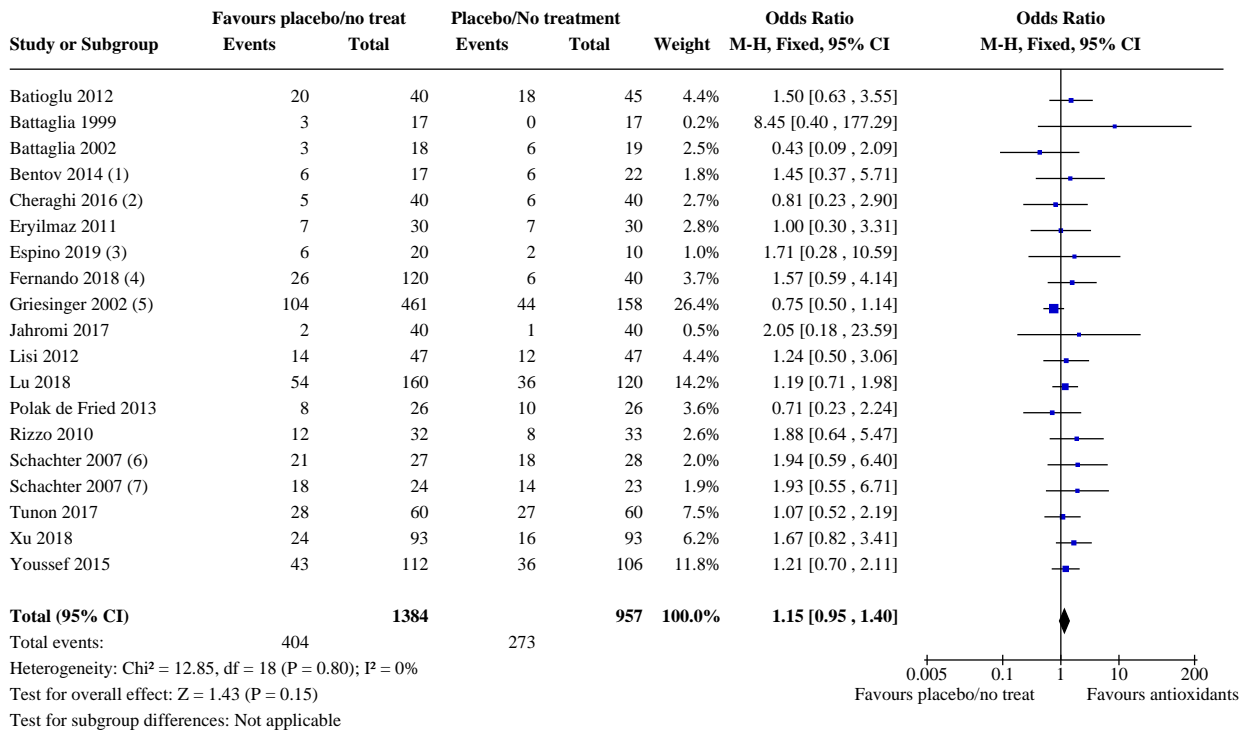 Favours placebo/no treat Placebo/No treatment Odds Ratio Odds Ratio
Study or Subgroup Events Total Events Total Weight M-H, Fixed, 95% CI M-H, Fixed, 95% CI
Batioglu 2012 20 40 18 45 4.4% 1.50 [0.63 , 3.55]
Battaglia 1999 3 17 0 17 0.2% 8.45 [0.40 , 177.29]
Battaglia 2002 3 18 6 19 2.5% 0.43 [0.09 , 2.09]
Bentov 2014 (1) 6 17 6 22 1.8% 1.45 [0.37 , 5.71]
Cheraghi 2016 (2) 5 40 6 40 2.7% 0.81 [0.23 , 2.90]
Eryilmaz 2011 7 30 7 30 2.8% 1.00 [0.30 , 3.31]
Espino 2019 (3) 6 20 2 10 1.0% 1.71 [0.28 , 10.59]
Fernando 2018 (4) 26 120 6 40 3.7% 1.57 [0.59 , 4.14]
Griesinger 2002 (5) 104 461 44 158 26.4% 0.75 [0.50 , 1.14]
Jahromi 2017 2 40 1 40 0.5% 2.05 [0.18 , 23.59]
Lisi 2012 14 47 12 47 4.4% 1.24 [0.50 , 3.06]
Lu 2018 54 160 36 120 14.2% 1.19 [0.71 , 1.98]
Polak de Fried 2013 8 26 10 26 3.6% 0.71 [0.23 , 2.24]
Rizzo 2010 12 32 8 33 2.6% 1.88 [0.64 , 5.47]
Schachter 2007 (6) 21 27 18 28 2.0% 1.94 [0.59 , 6.40]
Schachter 2007 (7) 18 24 14 23 1.9% 1.93 [0.55 , 6.71]
Tunon 2017 28 60 27 60 7.5% 1.07 [0.52 , 2.19]
Xu 2018 24 93 16 93 6.2% 1.67 [0.82 , 3.41]
Youssef 2015 43 112 36 106 11.8% 1.21 [0.70 , 2.11]
Total (95% CI) 1384 957 100.0% 1.15 [0.95 , 1.40]
Total events: 404 273
Heterogeneity: Chi² = 12.85, df = 18 (P = 0.80); I² = 0%
Test for overall effect: Z = 1.43 (P = 0.15)
Test for subgroup differences: Not applicable
0.005 0.1 1 10 200
Favours placebo/no treat Favours antioxidants